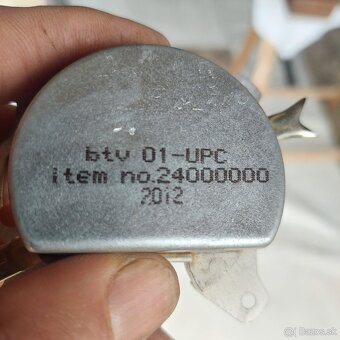 btv 01-UPC
item no.24000000
2012
Bazos.sk